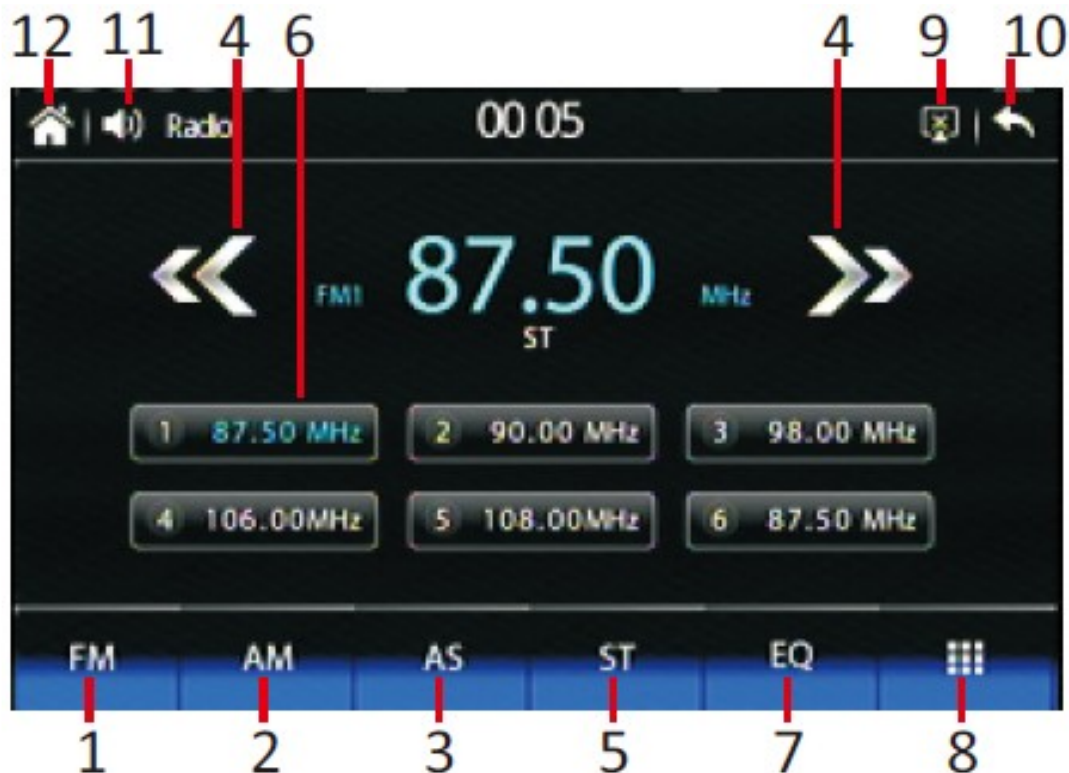 12 11 4 6 4 9 10
Radio 00 05
FM1 87.50 MHz
ST
1 87.50 MHz 2 90.00 MHz 3 98.00 MHz
4 106.00MHz 5 108.00MHz 6 87.50 MHz
FM AM AS ST EQ
1 2 3 5 7 8